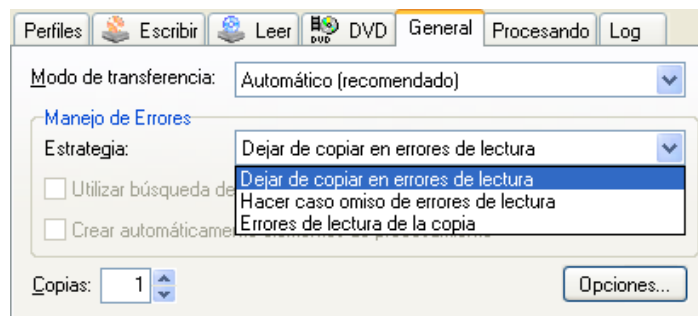 Perfiles Escribir Leer DVD DVD General Procesando Log
Modo de transferencia: Automático (recomendado)
Manejo de Errores
Estrategia: Dejar de copiar en errores de lectura
Dejar de copiar en errores de lectura
Utilizar búsqueda de
Hacer caso omiso de errores de lectura
Errores de lectura de la copia
Crear automáticame
Copias: 1 Opciones...